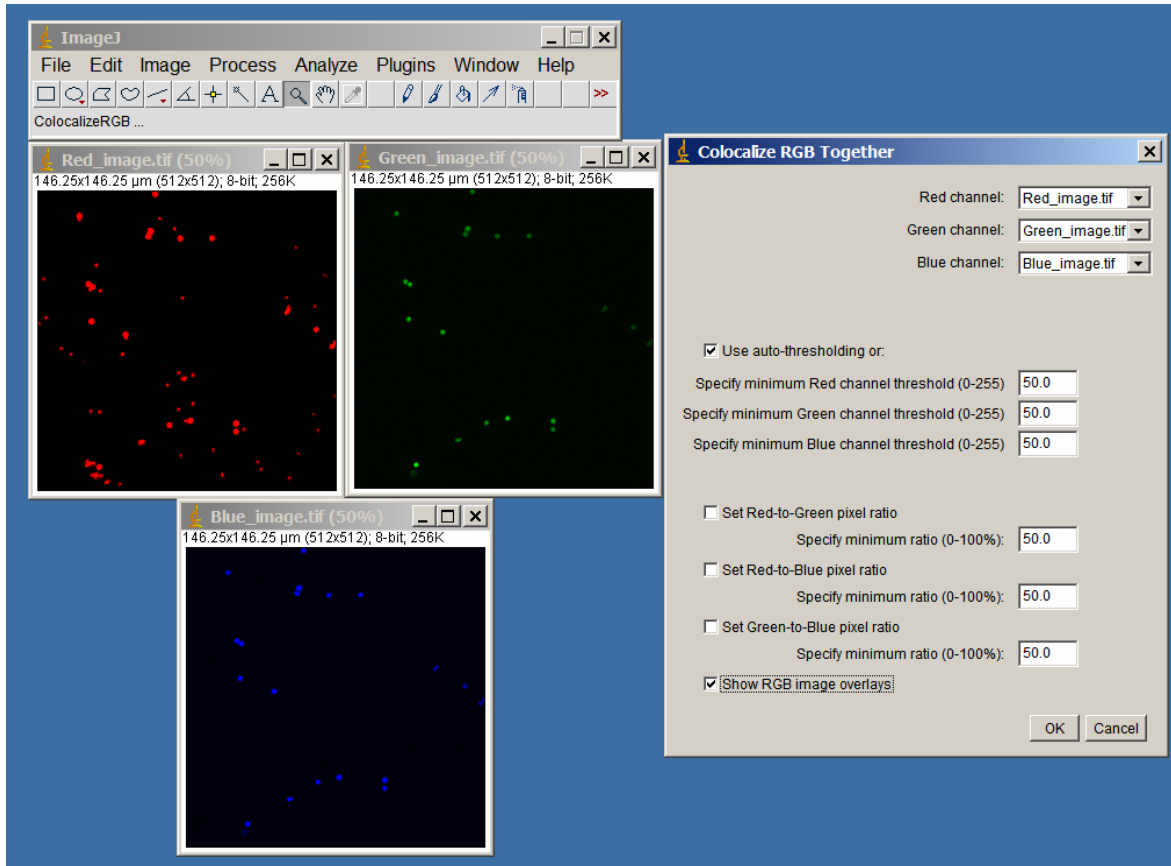 ImageJ
File Edit Image Process Analyze Plugins Window Help
A
>>
ColocalizeRGB ...
Red_image.tif (50%)
146.25x146.25 µm (512x512); 8-bit; 256K
Green_image.tif (50%)
146.25x146.25 µm (512x512); 8-bit; 256K
Blue_image.tif (50%)
146.25x146.25 µm (512x512); 8-bit; 256K
Colocalize RGB Together
Red channel: Red_image.tif
Green channel: Green_image.tif
Blue channel: Blue_image.tif
Use auto-thresholding or:
Specify minimum Red channel threshold (0-255) 50.0
Specify minimum Green channel threshold (0-255) 50.0
Specify minimum Blue channel threshold (0-255) 50.0
Set Red-to-Green pixel ratio
Specify minimum ratio (0-100%): 50.0
Set Red-to-Blue pixel ratio
Specify minimum ratio (0-100%): 50.0
Set Green-to-Blue pixel ratio
Specify minimum ratio (0-100%): 50.0
Show RGB image overlays
OK Cancel